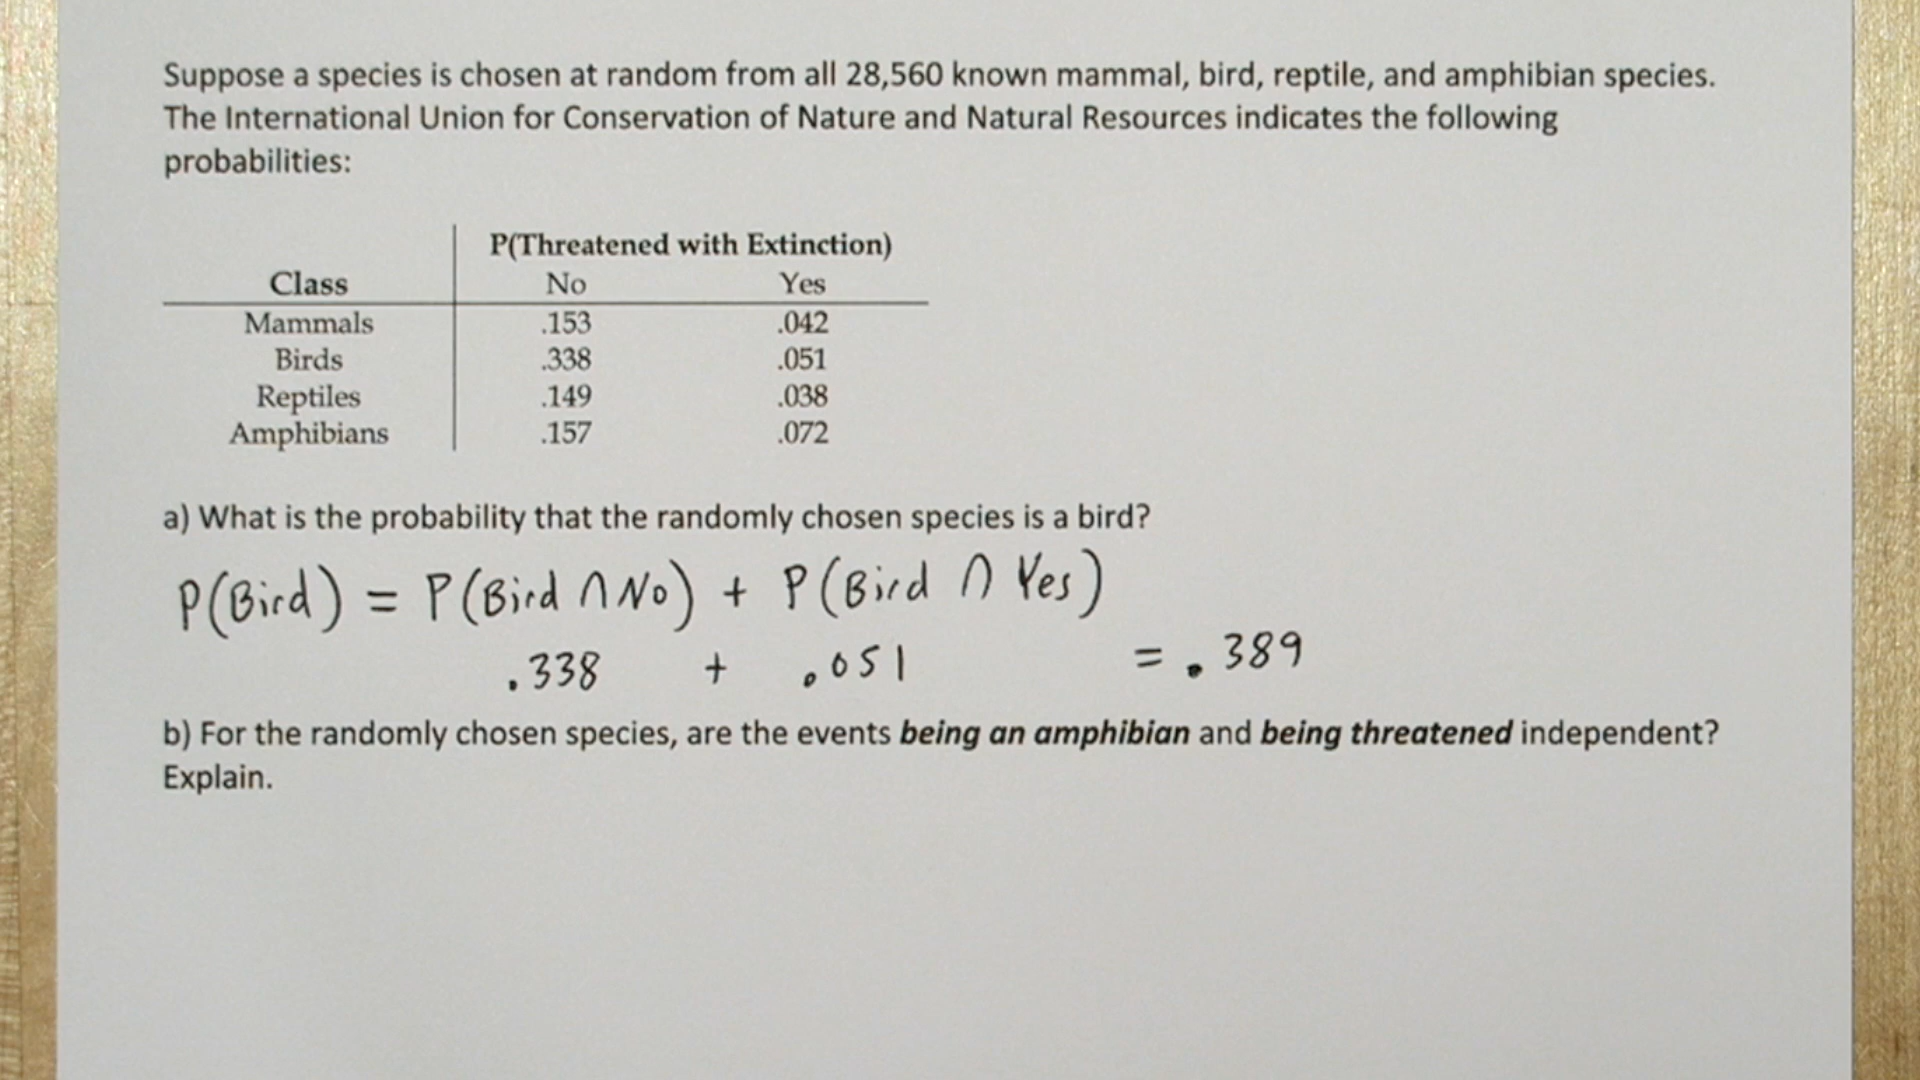 Suppose a species is chosen at random from all 28,560 known mammal, bird, reptile, and amphibian species.
The International Union for Conservation of Nature and Natural Resources indicates the following
probabilities:
P(Threatened with Extinction)
Class No Yes
Mammals .153 .042
Birds .338 .051
Reptiles .149 .038
Amphibians .157 .072
a) What is the probability that the randomly chosen species is a bird?
P(Bird) = P(Bird ∩ No) + P(Bird ∩ Yes)
.338 + .051 = .389
b) For the randomly chosen species, are the events being an amphibian and being threatened independent?
Explain.